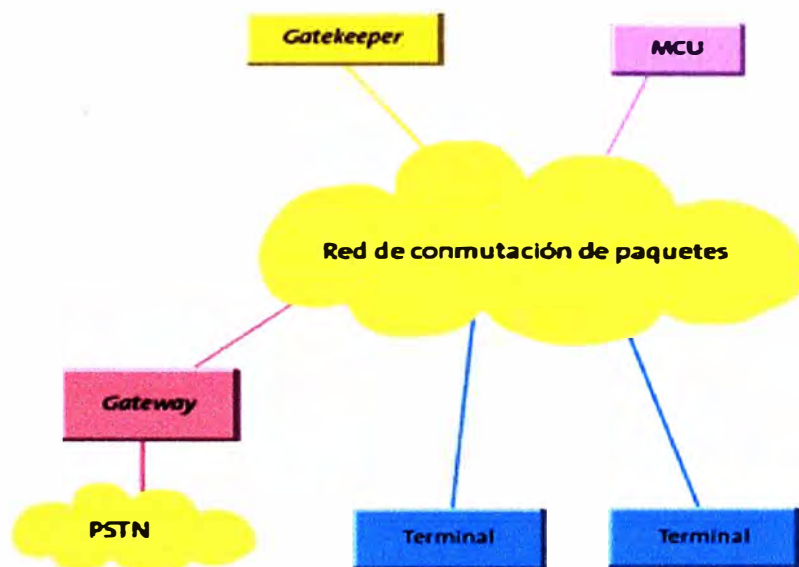 Gatekeeper
MCU
Red de conmutación de paquetes
Gateway
PSTN
Terminal
Terminal